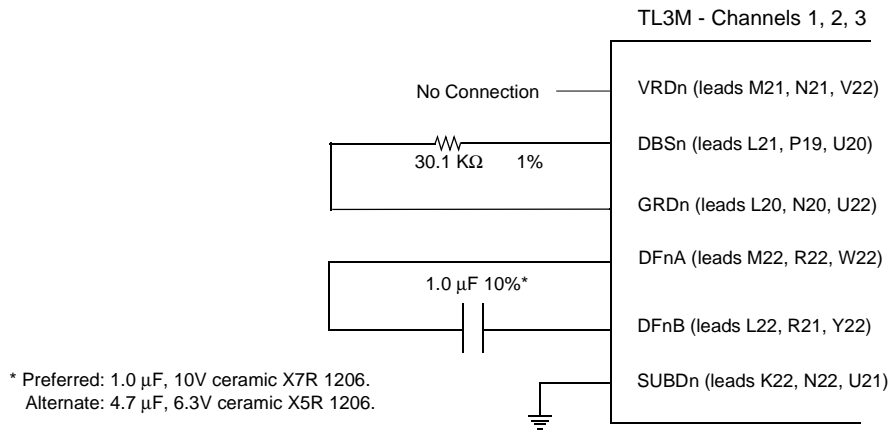 TL3M - Channels 1, 2, 3
No Connection
VRDn (leads M21, N21, V22)
DBSn (leads L21, P19, U20)
30.1 KΩ 1%
GRDn (leads L20, N20, U22)
DFnA (leads M22, R22, W22)
1.0 μF 10%*
DFnB (leads L22, R21, Y22)
* Preferred: 1.0 μF, 10V ceramic X7R 1206.
Alternate: 4.7 μF, 6.3V ceramic X5R 1206.
SUBDn (leads K22, N22, U21)